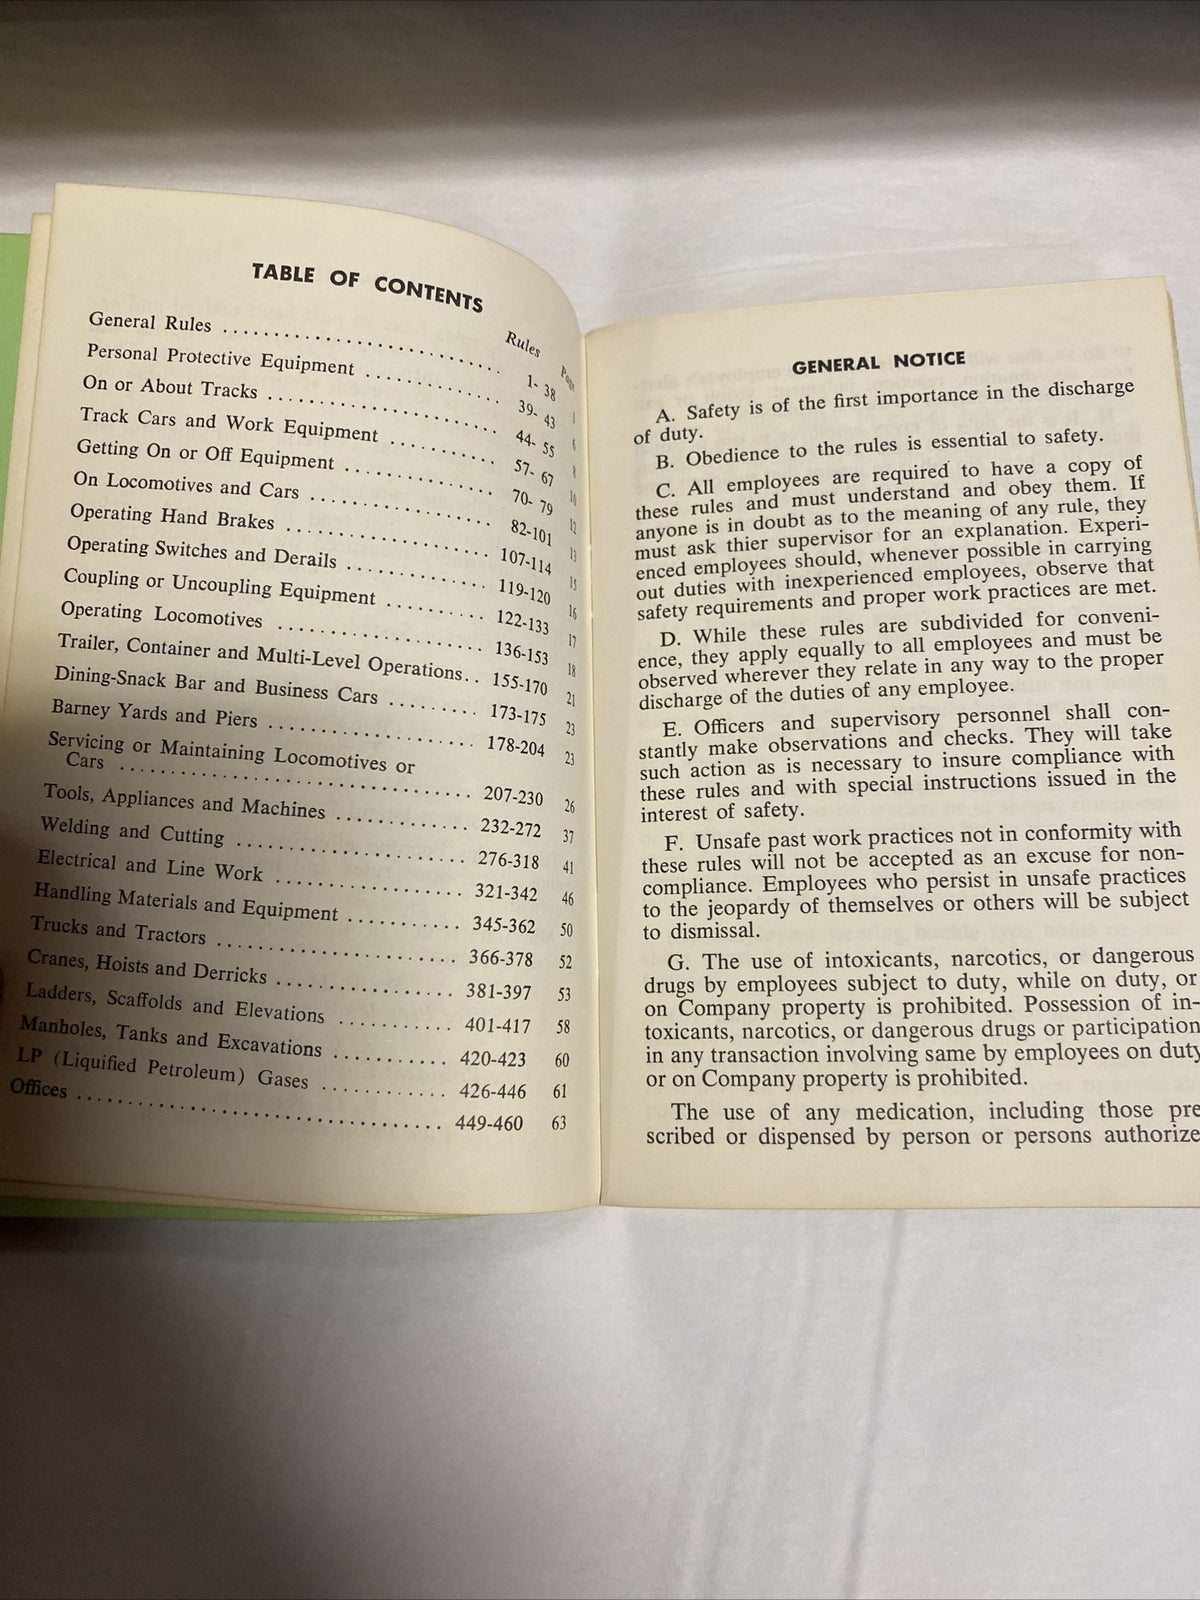 TABLE OF CONTENTS
Rules Page
General Rules ........................ 1- 38 1
Personal Protective Equipment ............ 39- 43 6
On or About Tracks .................... 44- 55 8
Track Cars and Work Equipment .......... 57- 67 10
Getting On or Off Equipment ............. 70- 79 12
On Locomotives and Cars ................ 82-101 13
Operating Hand Brakes .................. 107-114 15
Operating Switches and Derails ............ 119-120 16
Coupling or Uncoupling Equipment .......... 122-133 17
Operating Locomotives ................... 136-153 18
Trailer, Container and Multi-Level Operations.. 155-170 21
Dining-Snack Bar and Business Cars ......... 173-175 23
Barney Yards and Piers .................... 178-204 23
Servicing or Maintaining Locomotives or
Cars ................................ 207-230 26
Tools, Appliances and Machines ............ 232-272 37
Welding and Cutting ...................... 276-318 41
Electrical and Line Work .................. 321-342 46
Handling Materials and Equipment ........... 345-362 50
Trucks and Tractors ...................... 366-378 52
Cranes, Hoists and Derricks ................ 381-397 53
Ladders, Scaffolds and Elevations ........... 401-417 58
Manholes, Tanks and Excavations ........... 420-423 60
LP (Liquified Petroleum) Gases ............ 426-446 61
Offices .................................. 449-460 63
GENERAL NOTICE
A. Safety is of the first importance in the discharge
of duty.
B. Obedience to the rules is essential to safety.
C. All employees are required to have a copy of
these rules and must understand and obey them. If
anyone is in doubt as to the meaning of any rule, they
must ask thier supervisor for an explanation. Experi-
enced employees should, whenever possible in carrying
out duties with inexperienced employees, observe that
safety requirements and proper work practices are met.
D. While these rules are subdivided for conveni-
ence, they apply equally to all employees and must be
observed wherever they relate in any way to the proper
discharge of the duties of any employee.
E. Officers and supervisory personnel shall con-
stantly make observations and checks. They will take
such action as is necessary to insure compliance with
these rules and with special instructions issued in the
interest of safety.
F. Unsafe past work practices not in conformity with
these rules will not be accepted as an excuse for non-
compliance. Employees who persist in unsafe practices
to the jeopardy of themselves or others will be subject
to dismissal.
G. The use of intoxicants, narcotics, or dangerous
drugs by employees subject to duty, while on duty, or
on Company property is prohibited. Possession of in-
toxicants, narcotics, or dangerous drugs or participation
in any transaction involving same by employees on duty
or on Company property is prohibited.
The use of any medication, including those pre
scribed or dispensed by person or persons authorize